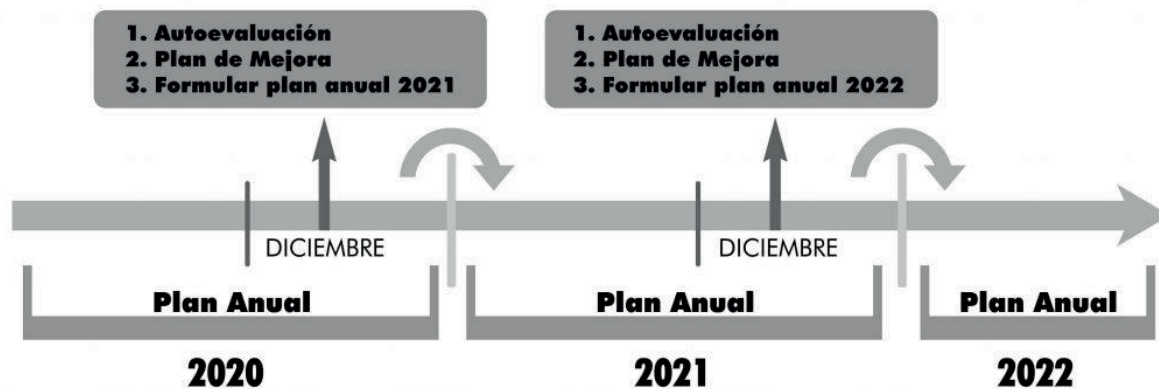 1. Autoevaluación
2. Plan de Mejora
3. Formular plan anual 2021
1. Autoevaluación
2. Plan de Mejora
3. Formular plan anual 2022
DICIEMBRE
DICIEMBRE
Plan Anual
Plan Anual
Plan Anual
2020
2021
2022